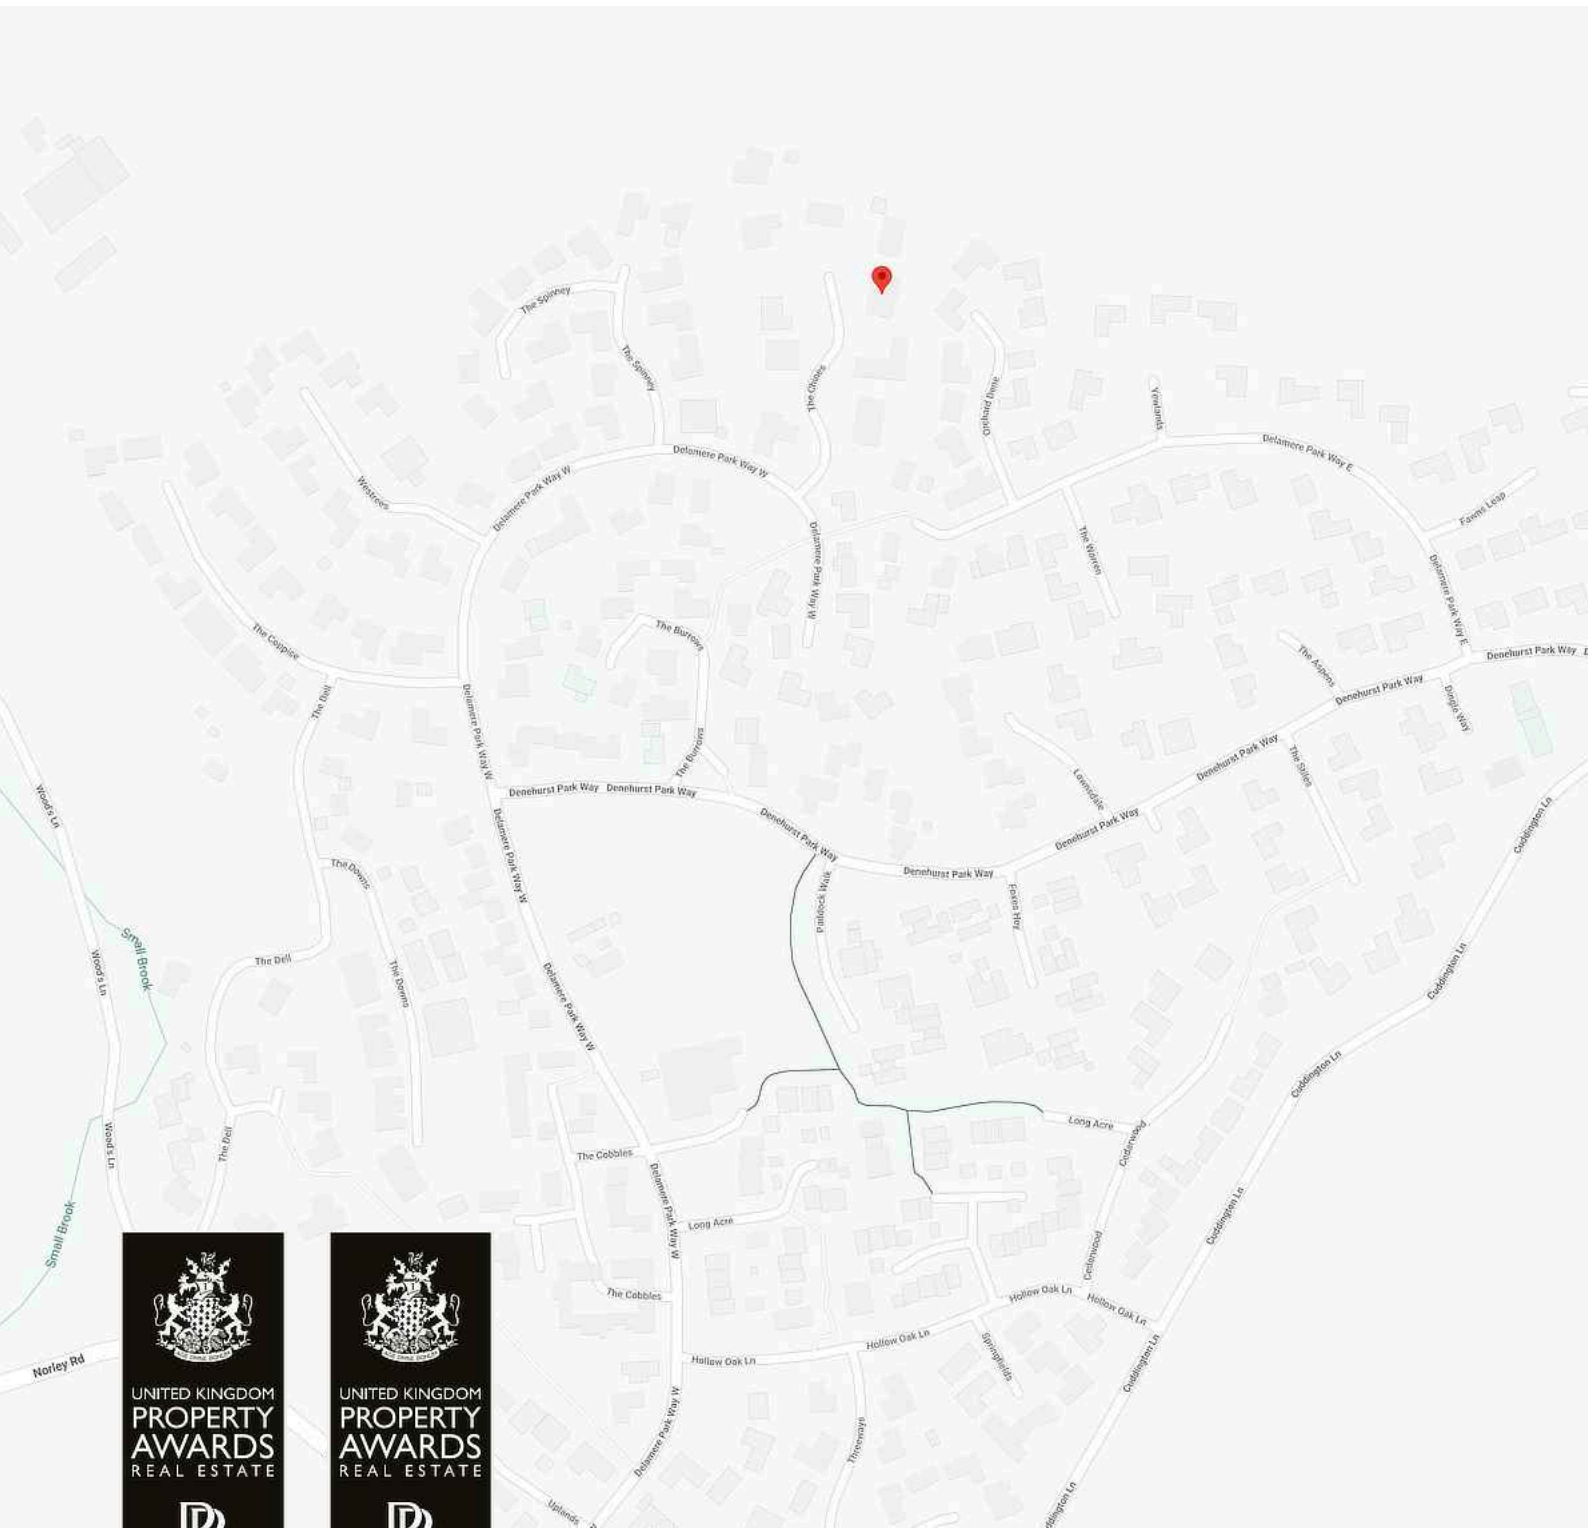 The Spinney
The Spinney
The Chines
Orchard Dene
Yewlands
Delamere Park Way W
Delamere Park Way E
Delamere Park Way W
Westrees
Fawns Leap
Delamere Park Way W
The Warren
Delamere Park Way E
The Coppice
The Burrows
The Aspens
Denehurst Park Way
D
Denehurst Park Way
Dingle Way
The Dell
Delamere Park Way W
The Burrows
Denehurst Park Way
The Stiles
Lawnsdale
Wood's Ln
Denehurst Park Way
Denehurst Park Way
Denehurst Park Way
Denehurst Park Way
Cuddington Ln
Delamere Park Way W
The Downs
Denehurst Park Way
Paddock Walk
Foxes Hey
Small Brook
Wood's Ln
The Dell
The Downs
Delamere Park Way W
Cuddington Ln
Cuddington Ln
Wood's Ln
The Dell
The Cobbles
Long Acre
Cedarwood
Delamere Park Way W
Long Acre
Cuddington Ln
Small Brook
Cedarwood
The Cobbles
Hollow Oak Ln
Hollow Oak Ln
Hollow Oak Ln
Hollow Oak Ln
Springfields
Cuddington Ln
Norley Rd
Delamere Park Way W
Threeways
Uplands
ddington Ln
UNITED KINGDOM
PROPERTY
AWARDS
REAL ESTATE
UNITED KINGDOM
PROPERTY
AWARDS
REAL ESTATE